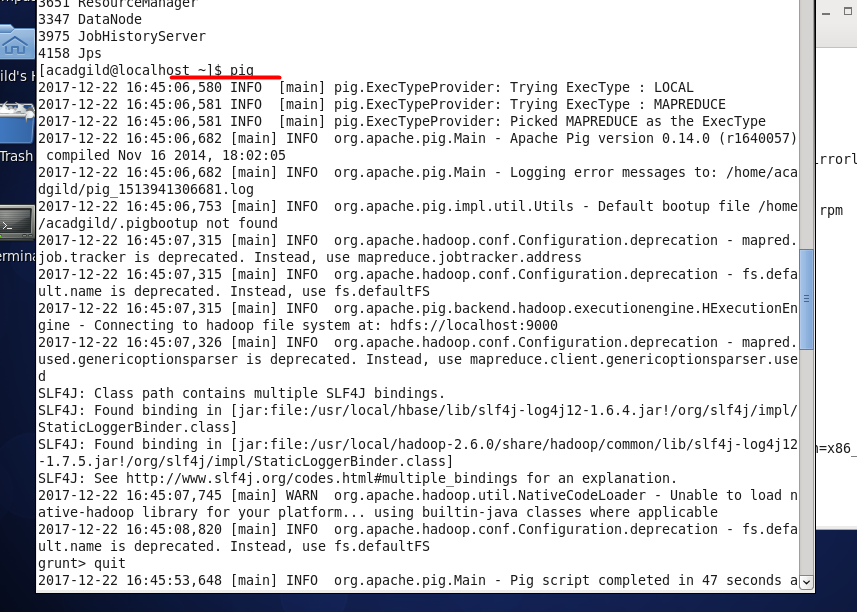 3651 ResourceManager
3347 DataNode
3975 JobHistoryServer
4158 Jps
[acadgild@localhost ~]$ pig
2017-12-22 16:45:06,580 INFO  [main] pig.ExecTypeProvider: Trying ExecType : LOCAL
2017-12-22 16:45:06,581 INFO  [main] pig.ExecTypeProvider: Trying ExecType : MAPREDUCE
2017-12-22 16:45:06,581 INFO  [main] pig.ExecTypeProvider: Picked MAPREDUCE as the ExecType
2017-12-22 16:45:06,682 [main] INFO  org.apache.pig.Main - Apache Pig version 0.14.0 (r1640057)
 compiled Nov 16 2014, 18:02:05
2017-12-22 16:45:06,682 [main] INFO  org.apache.pig.Main - Logging error messages to: /home/aca
dgild/pig_1513941306681.log
2017-12-22 16:45:06,753 [main] INFO  org.apache.pig.impl.util.Utils - Default bootup file /home
/acadgild/.pigbootup not found
2017-12-22 16:45:07,315 [main] INFO  org.apache.hadoop.conf.Configuration.deprecation - mapred.
job.tracker is deprecated. Instead, use mapreduce.jobtracker.address
2017-12-22 16:45:07,315 [main] INFO  org.apache.hadoop.conf.Configuration.deprecation - fs.defa
ult.name is deprecated. Instead, use fs.defaultFS
2017-12-22 16:45:07,315 [main] INFO  org.apache.pig.backend.hadoop.executionengine.HExecutionEn
gine - Connecting to hadoop file system at: hdfs://localhost:9000
2017-12-22 16:45:07,326 [main] INFO  org.apache.hadoop.conf.Configuration.deprecation - mapred.
used.genericoptionsparser is deprecated. Instead, use mapreduce.client.genericoptionsparser.use
d
SLF4J: Class path contains multiple SLF4J bindings.
SLF4J: Found binding in [jar:file:/usr/local/hbase/lib/slf4j-log4j12-1.6.4.jar!/org/slf4j/impl/
StaticLoggerBinder.class]
SLF4J: Found binding in [jar:file:/usr/local/hadoop-2.6.0/share/hadoop/common/lib/slf4j-log4j12
-1.7.5.jar!/org/slf4j/impl/StaticLoggerBinder.class]
SLF4J: See http://www.slf4j.org/codes.html#multiple_bindings for an explanation.
2017-12-22 16:45:07,745 [main] WARN  org.apache.hadoop.util.NativeCodeLoader - Unable to load n
ative-hadoop library for your platform... using builtin-java classes where applicable
2017-12-22 16:45:08,820 [main] INFO  org.apache.hadoop.conf.Configuration.deprecation - fs.defa
ult.name is deprecated. Instead, use fs.defaultFS
grunt> quit
2017-12-22 16:45:53,648 [main] INFO  org.apache.pig.Main - Pig script completed in 47 seconds a
ild's H
Trash
ermina
rrorl
rpm
=x86_